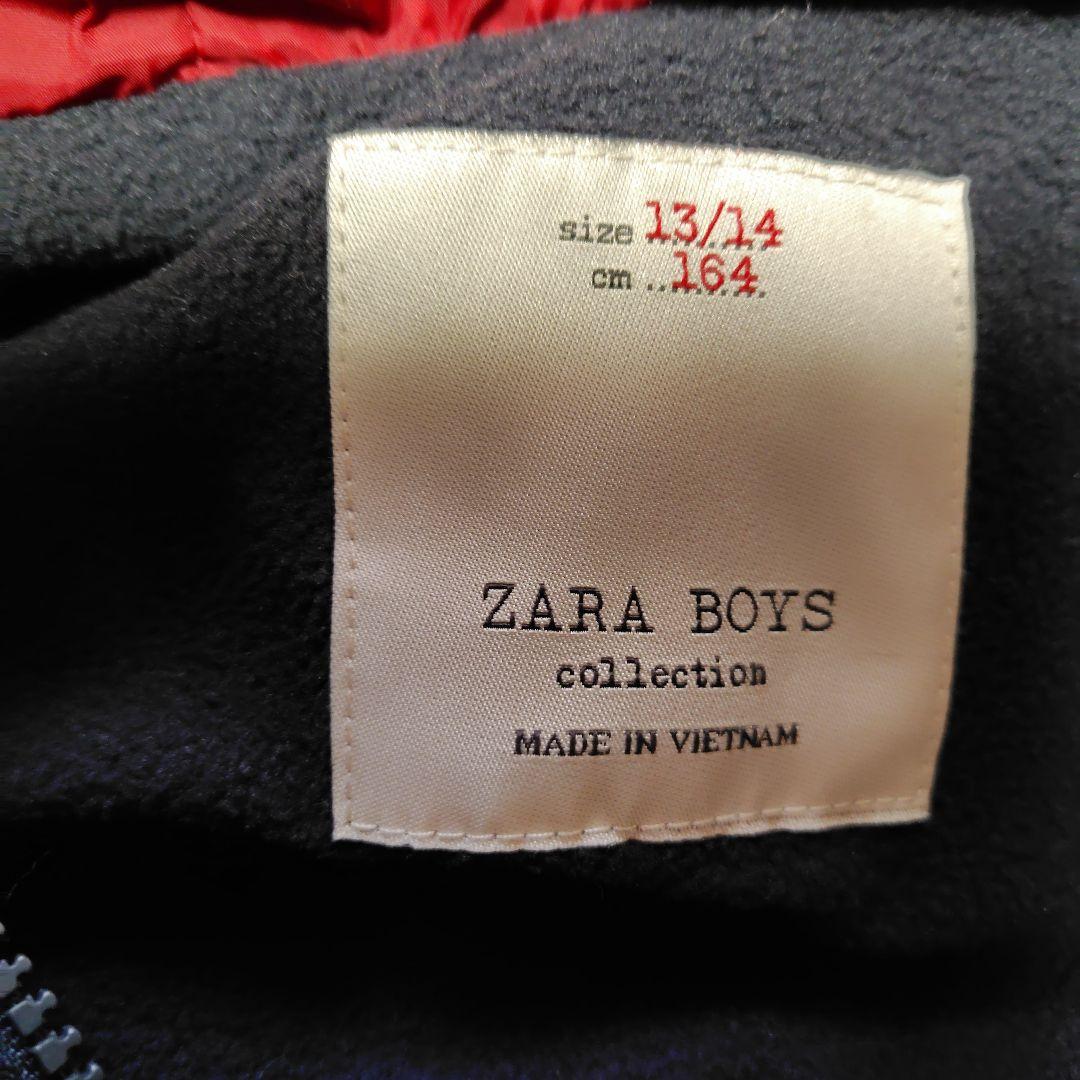 size 13/14
cm 164
ZARA BOYS
collection
MADE IN VIETNAM